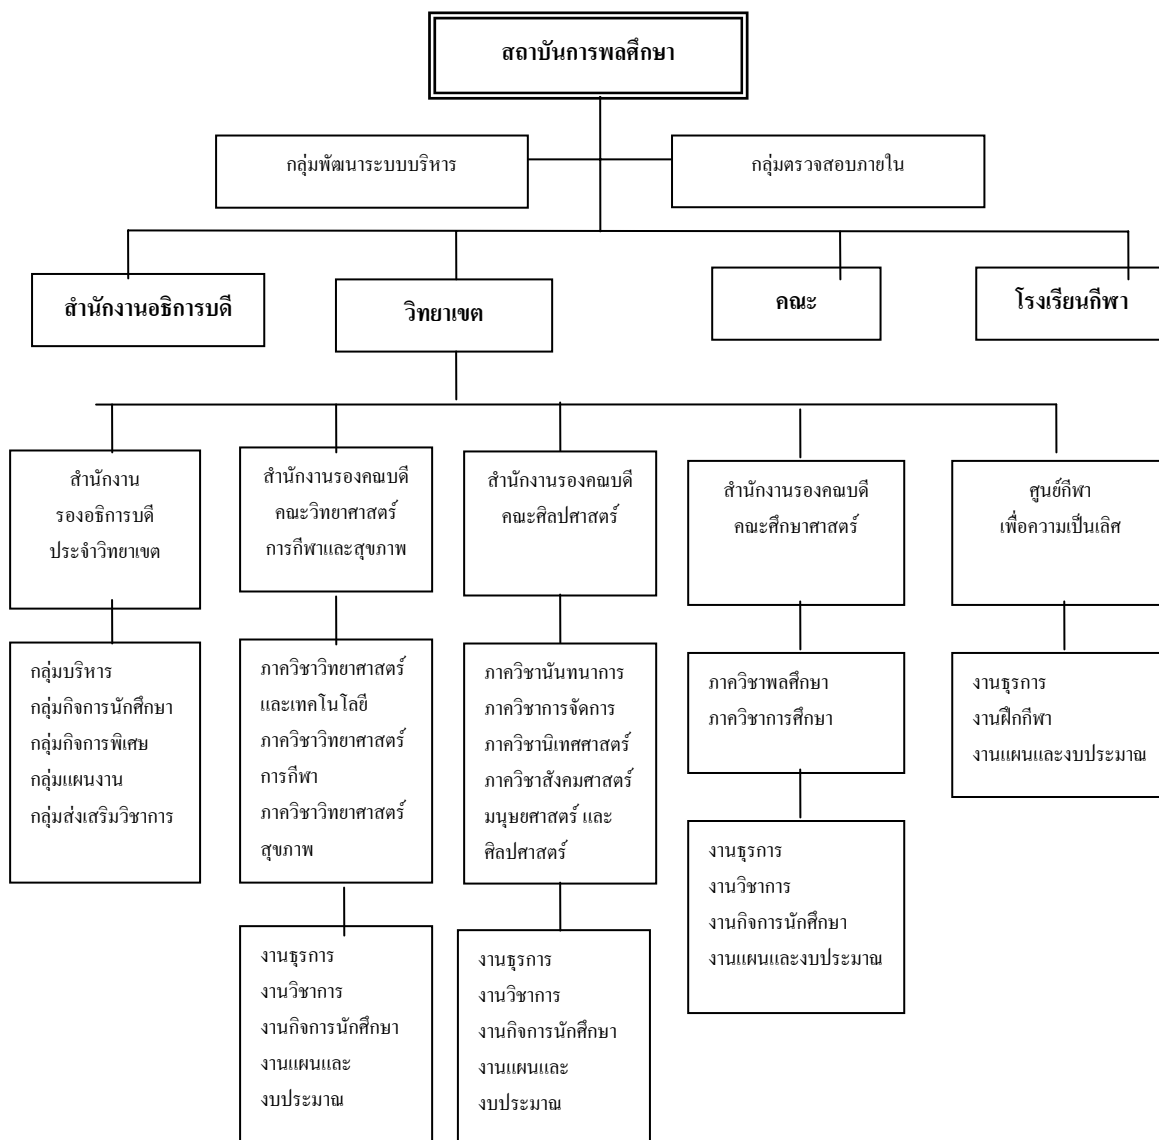 สถาบันการพลศึกษา
กลุ่มพัฒนาระบบบริหาร
กลุ่มตรวจสอบภายใน
สำนักงานอธิการบดี
วิทยาเขต
คณะ
โรงเรียนกีฬา
สำนักงาน
รองอธิการบดี
ประจำวิทยาเขต
สำนักงานรองคณบดี
คณะวิทยาศาสตร์
การกีฬาและสุขภาพ
สำนักงานรองคณบดี
คณะศิลปศาสตร์
สำนักงานรองคณบดี
คณะศึกษาศาสตร์
ศูนย์กีฬา
เพื่อความเป็นเลิศ
กลุ่มบริหาร
กลุ่มกิจการนักศึกษา
กลุ่มกิจการพิเศษ
กลุ่มแผนงาน
กลุ่มส่งเสริมวิชาการ
ภาควิชาวิทยาศาสตร์
และเทคโนโลยี
ภาควิชาวิทยาศาสตร์
การกีฬา
ภาควิชาวิทยาศาสตร์
สุขภาพ
ภาควิชานันทนาการ
ภาควิชาการจัดการ
ภาควิชานิเทศศาสตร์
ภาควิชาสังคมศาสตร์
มนุษยศาสตร์ และ
ศิลปศาสตร์
ภาควิชาพลศึกษา
ภาควิชาการศึกษา
งานธุรการ
งานฝึกกีฬา
งานแผนและงบประมาณ
งานธุรการ
งานวิชาการ
งานกิจการนักศึกษา
งานแผนและ
งบประมาณ
งานธุรการ
งานวิชาการ
งานกิจการนักศึกษา
งานแผนและ
งบประมาณ
งานธุรการ
งานวิชาการ
งานกิจการนักศึกษา
งานแผนและงบประมาณ